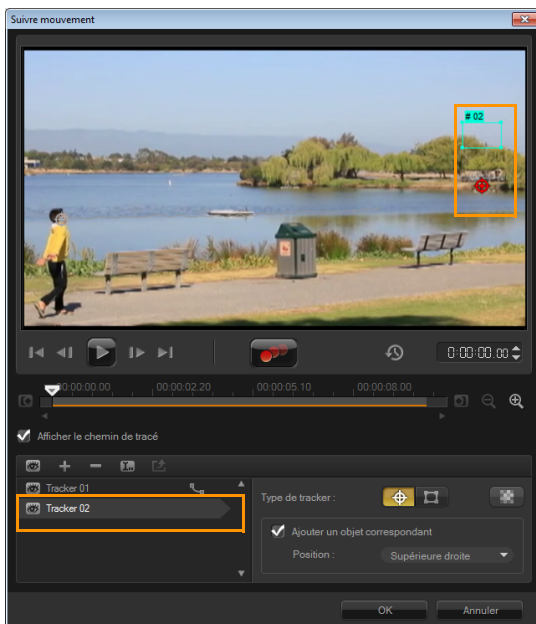 Suivre mouvement
# 02
0:00:00.00
00:00:00.00 00:00:02.20 00:00:05.10 00:00:08.00
Afficher le chemin de tracé
Tracker 01
Tracker 02
Type de tracker :
Ajouter un objet correspondant
Position : Supérieure droite
OK Annuler